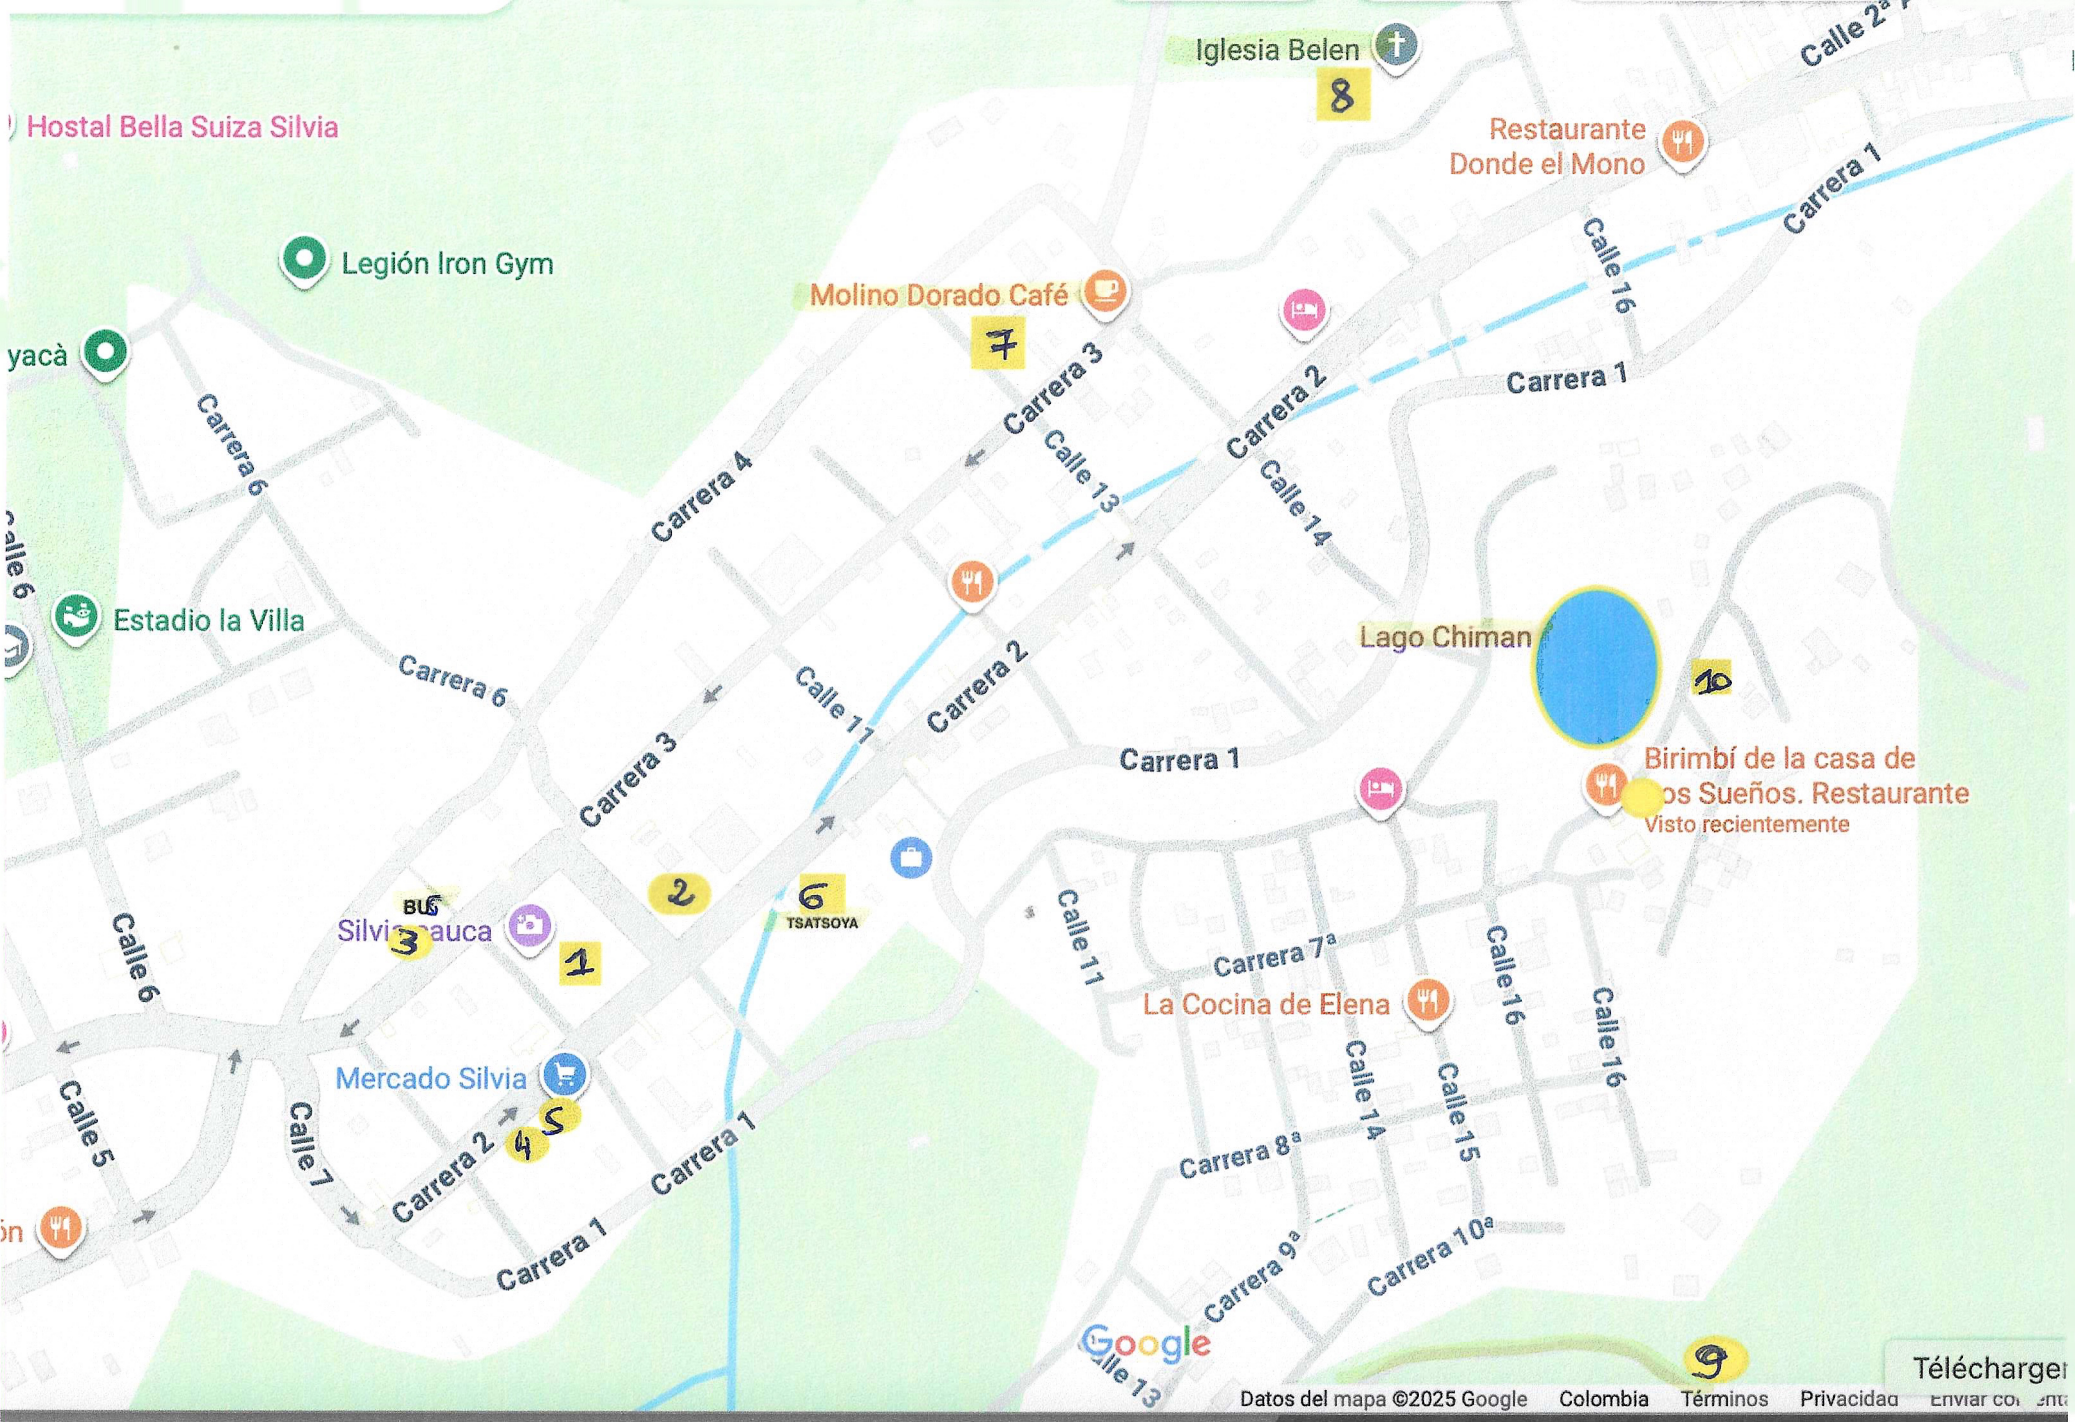 Calle 2ª
Iglesia Belen
8
Hostal Bella Suiza Silvia
Restaurante
Donde el Mono
Carrera 1
Legión Iron Gym
Calle 16
Molino Dorado Café
7
yacà
Carrera 3
Carrera 2
Carrera 1
Carrera 6
Carrera 4
Calle 13
Calle 14
Calle 6
Estadio la Villa
Lago Chiman
10
Carrera 6
Calle 11
Carrera 2
Carrera 3
Carrera 1
Birimbí de la casa de
os Sueños. Restaurante
Visto recientemente
2
6
TSATSOYA
BUS
Silvia cauca
3
1
Calle 6
Calle 11
Carrera 7ª
Calle 16
La Cocina de Elena
Calle 16
Mercado Silvia
5
4
Calle 5
Calle 7
Carrera 2
Carrera 1
Calle 14
Calle 15
Carrera 8ª
ón
Carrera 1
Carrera 9ª
Carrera 10ª
Google
Calle 13
9
Télécharger
Datos del mapa ©2025 Google Colombia Términos Privacidad Enviar